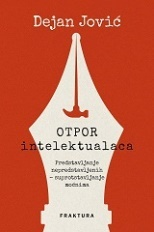 Dejan Jović
OTPOR
intelektualaca
Predstavljanje
nepredstavljenih
– suprotstavljanje
moćnima
FRAKTURA